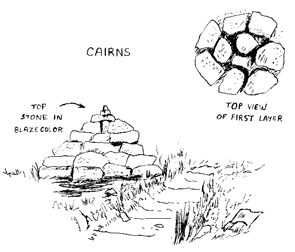 CAIRNS
TOP
STONE IN
BLAZE COLOR
TOP VIEW
OF FIRST LAYER